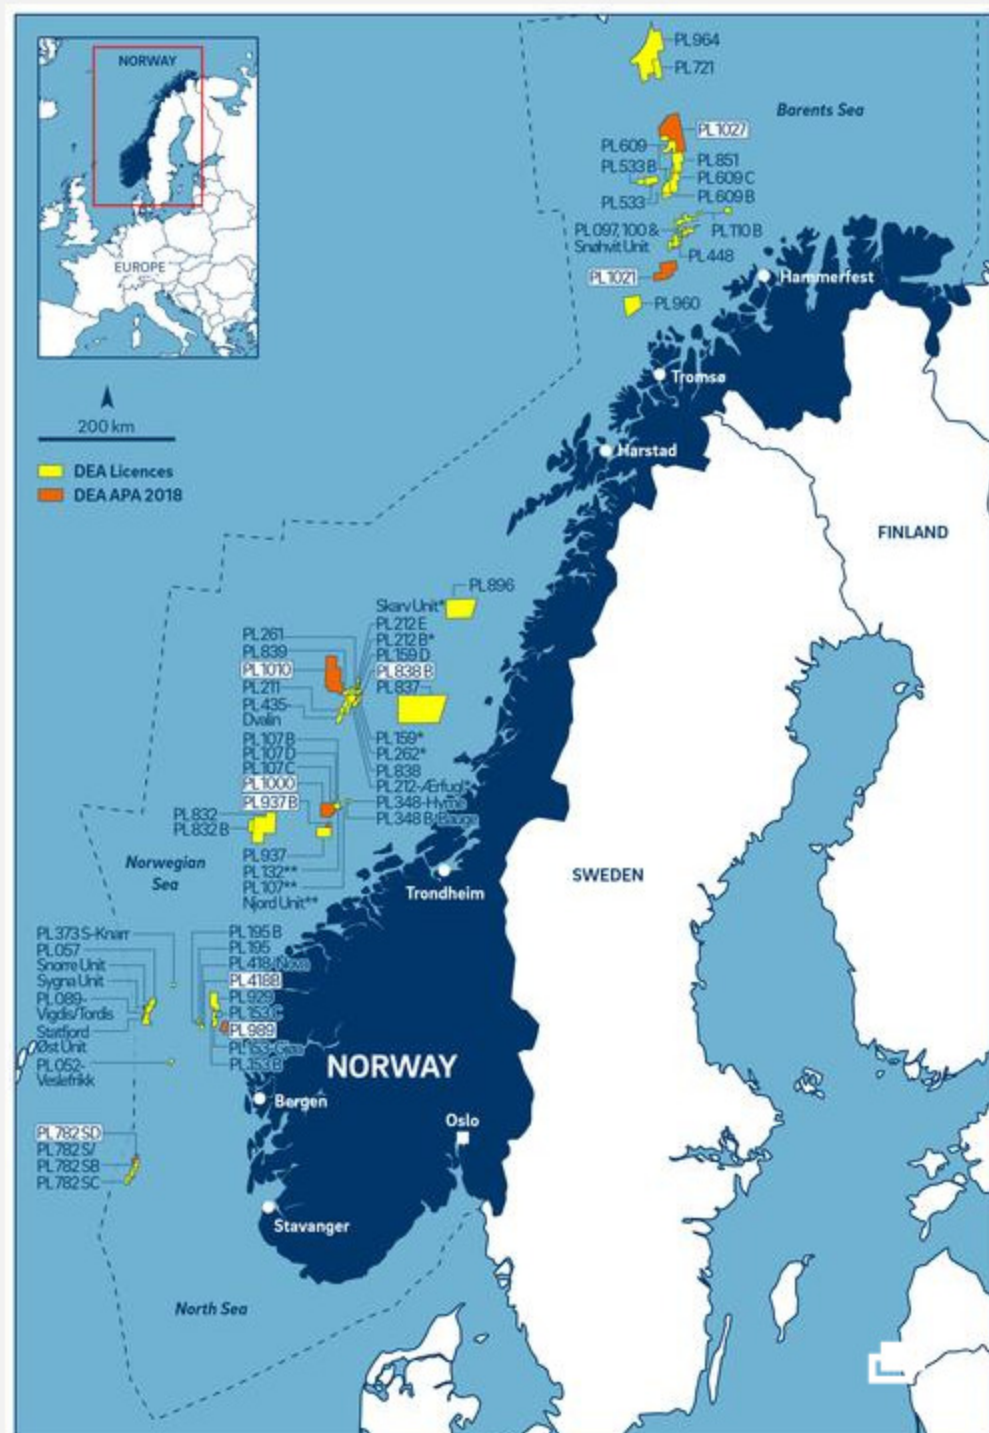 NORWAY
EUROPE
200 km
DEA Licences
DEA APA 2018
PL964
PL721
Barents Sea
PL1027
PL609
PL533 B
PL851
PL609 C
PL609 B
PL533
PL097, 100 &
Snøhvit Unit
PL110 B
PL448
PL1021
PL960
Hammerfest
Tromsø
Harstad
FINLAND
PL896
Skarv Unit*
PL212 E
PL212 B*
PL159 D
PL838 B
PL837
PL261
PL839
PL1010
PL211
PL435-
Dvalin
PL107 B
PL107 D
PL107 C
PL1000
PL937 B
PL159*
PL262*
PL838
PL212-Ærfugl*
PL348-Hyme
PL348 B-Bauge
PL832
PL832 B
PL937
PL132**
PL107**
Njord Unit**
Norwegian
Sea
Trondheim
SWEDEN
PL373 S-Knarr
PL057
Snorre Unit
Sygna Unit
PL089-
Vigdis/Tordis
Statfjord
Øst Unit
PL052-
Veslefrikk
PL195 B
PL195
PL418-Nova
PL418B
PL929
PL153 C
PL989
PL153-Gjøa
PL153 B
NORWAY
Bergen
Oslo
PL782 SD
PL782 S/
PL782 SB
PL782 SC
Stavanger
North Sea